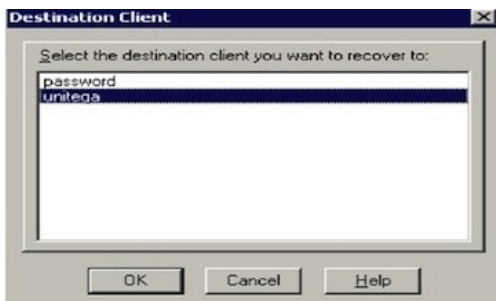 Destination Client
Select the destination client you want to recover to:
password
unitega
OK Cancel Help